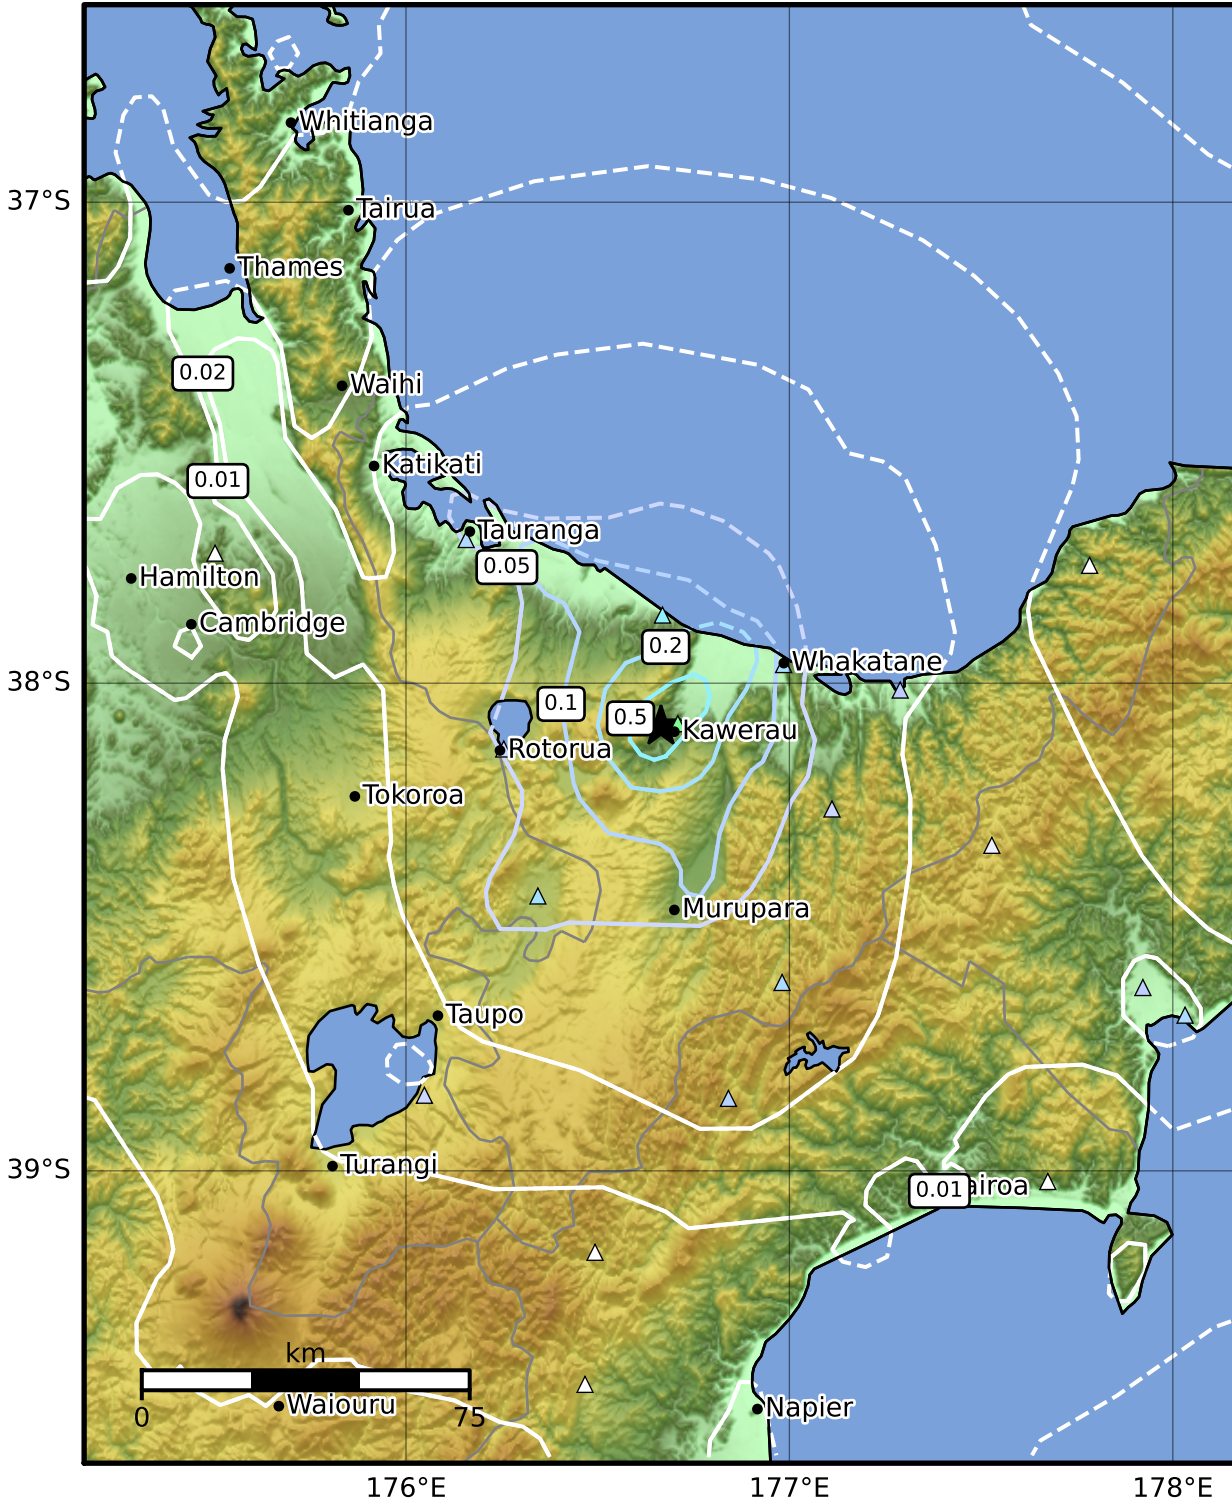 Whitianga
37°S
Tairua
Thames
0.02
Waihi
Katikati
0.01
Tauranga
0.05
Hamilton
Cambridge
0.2
Whakatane
38°S
0.1
0.5
Kawerau
Rotorua
Tokoroa
Murupara
Taupo
39°S
Turangi
0.01
airoa
km
0
75
Waiouru
Napier
176°E
177°E
178°E